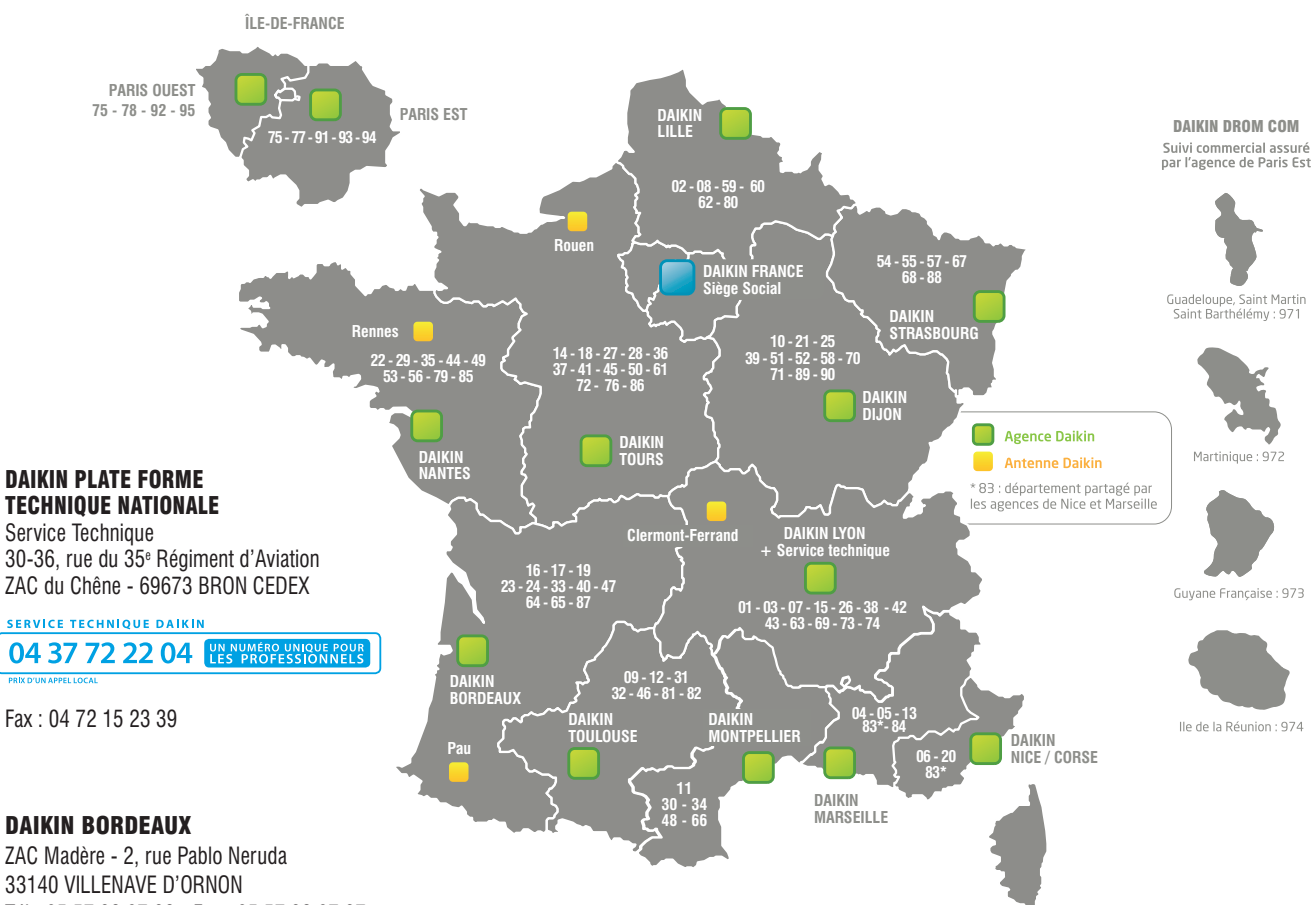 ÎLE-DE-FRANCE
PARIS OUEST
75 - 78 - 92 - 95
PARIS EST
75 - 77 - 91 - 93 - 94
DAIKIN
LILLE
02 - 08 - 59 - 60
62 - 80
Rouen
DAIKIN FRANCE
Siège Social
54 - 55 - 57 - 67
68 - 88
DAIKIN
STRASBOURG
Rennes
22 - 29 - 35 - 44 - 49
53 - 56 - 79 - 85
DAIKIN
NANTES
14 - 18 - 27 - 28 - 36
37 - 41 - 45 - 50 - 61
72 - 76 - 86
DAIKIN
TOURS
10 - 21 - 25
39 - 51 - 52 - 58 - 70
71 - 89 - 90
DAIKIN
DIJON
Agence Daikin
Antenne Daikin
* 83 : département partagé par
les agences de Nice et Marseille
Clermont-Ferrand
DAIKIN LYON
+ Service technique
01 - 03 - 07 - 15 - 26 - 38 - 42
43 - 63 - 69 - 73 - 74
16 - 17 - 19
23 - 24 - 33 - 40 - 47
64 - 65 - 87
DAIKIN
BORDEAUX
Pau
09 - 12 - 31
32 - 46 - 81 - 82
DAIKIN
TOULOUSE
DAIKIN
MONTPELLIER
11
30 - 34
48 - 66
04 - 05 - 13
83*- 84
DAIKIN
MARSEILLE
06 - 20
83*
DAIKIN
NICE / CORSE
DAIKIN DROM COM
Suivi commercial assuré
par l'agence de Paris Est
Guadeloupe, Saint Martin
Saint Barthélémy : 971
Martinique : 972
Guyane Française : 973
Ile de la Réunion : 974
DAIKIN PLATE FORME
TECHNIQUE NATIONALE
Service Technique
30-36, rue du 35e Régiment d'Aviation
ZAC du Chêne - 69673 BRON CEDEX
SERVICE TECHNIQUE DAIKIN
04 37 72 22 04 UN NUMÉRO UNIQUE POUR
LES PROFESSIONNELS
PRIX D'UN APPEL LOCAL
Fax : 04 72 15 23 39
DAIKIN BORDEAUX
ZAC Madère - 2, rue Pablo Neruda
33140 VILLENAVE D'ORNON